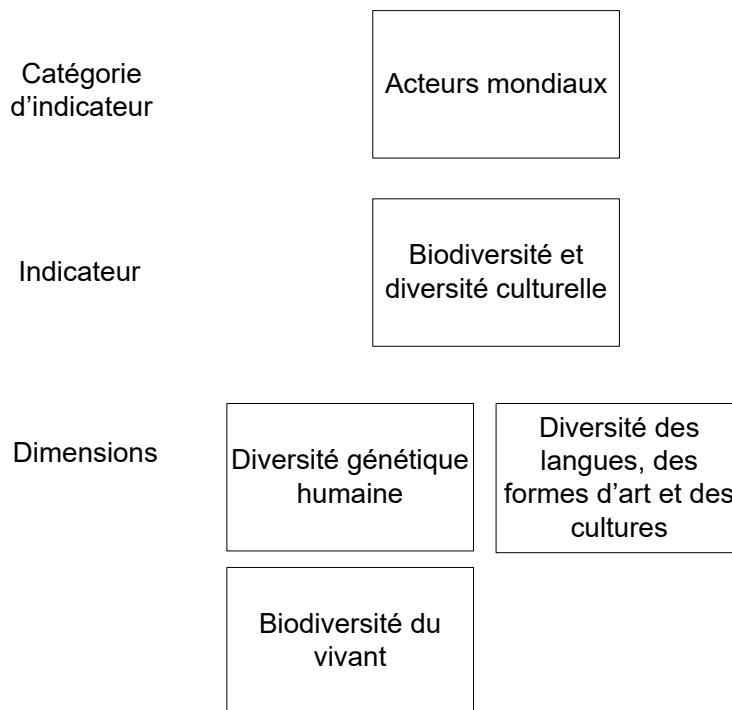 Catégorie
d’indicateur
Acteurs mondiaux
Indicateur
Biodiversité et
diversité culturelle
Dimensions
Diversité génétique
humaine
Diversité des
langues, des
formes d’art et des
cultures
Biodiversité du
vivant